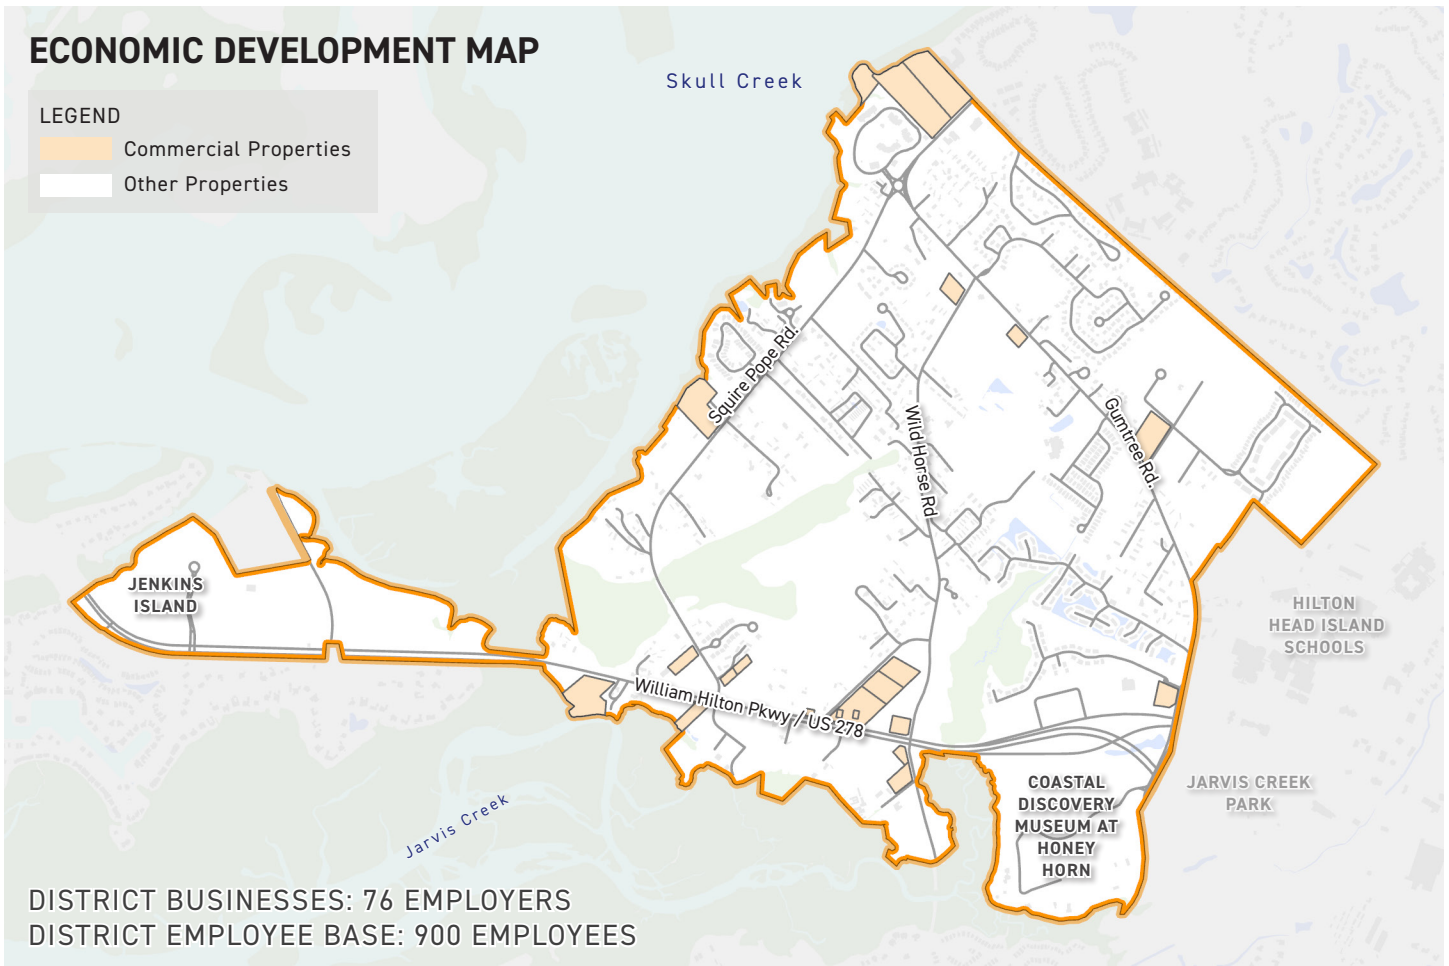 ECONOMIC DEVELOPMENT MAP
LEGEND
Commercial Properties
Other Properties
Skull Creek
Squire Pope Rd.
Wild Horse Rd
Gumtree Rd.
JENKINS
ISLAND
HILTON
HEAD ISLAND
SCHOOLS
William Hilton Pkwy / US 278
COASTAL
DISCOVERY
MUSEUM AT
HONEY
HORN
JARVIS CREEK
PARK
Jarvis Creek
DISTRICT BUSINESSES: 76 EMPLOYERS
DISTRICT EMPLOYEE BASE: 900 EMPLOYEES